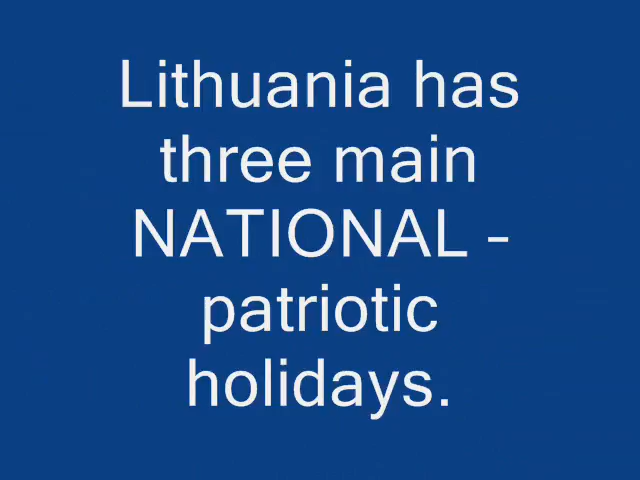 Lithuania has
three main
NATIONAL -
patriotic
holidays.